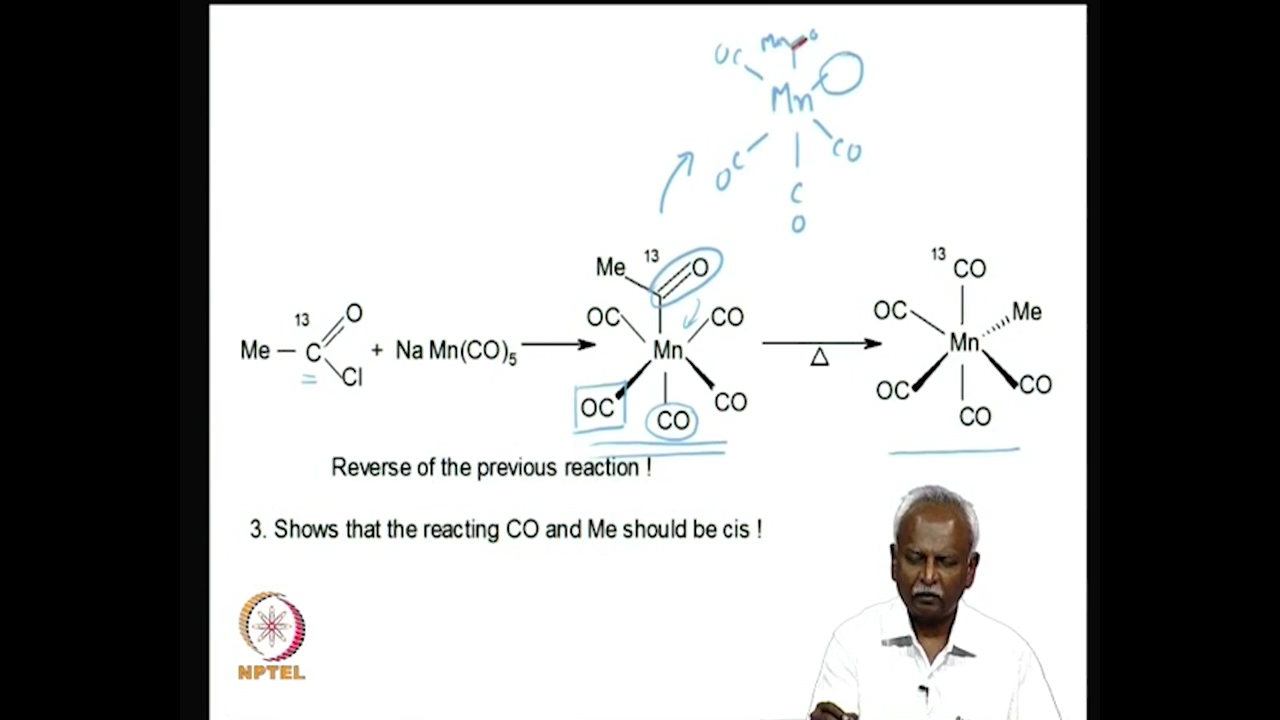 OC Mn O
Mn
OC CO
C
O
Me 13 O
13 O OC CO 13 CO
Me – C + Na Mn(CO)5 Mn OC Mn Me
Cl OC CO CO Δ OC CO CO
Reverse of the previous reaction !
3. Shows that the reacting CO and Me should be cis !
NPTEL